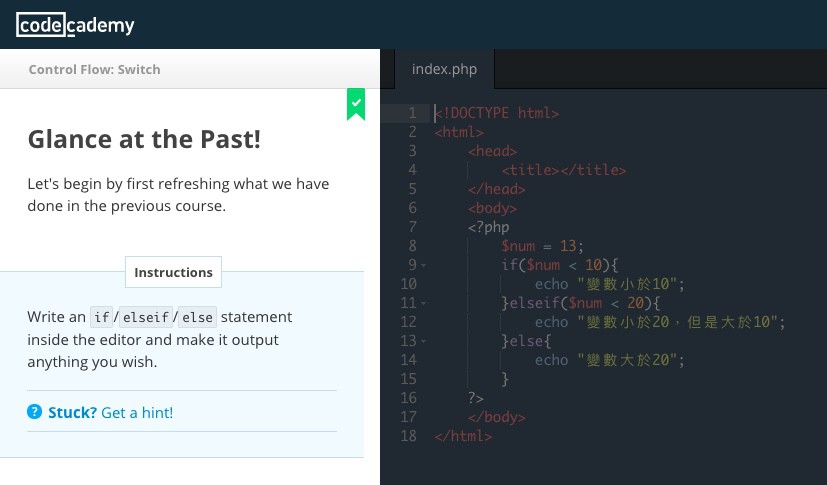 codecademy
Control Flow: Switch
Glance at the Past!
Let's begin by first refreshing what we have
done in the previous course.
Instructions
Write an if/elseif/else statement
inside the editor and make it output
anything you wish.
? Stuck? Get a hint!
index.php
1 <!DOCTYPE html>
2 <html>
3 <head>
4 <title></title>
5 </head>
6 <body>
7 <?php
8 $num = 13;
9 if($num < 10){
10 echo "變數小於10";
11 }elseif($num < 20){
12 echo "變數小於20，但是大於10";
13 }else{
14 echo "變數大於20";
15 }
16 ?>
17 </body>
18 </html>